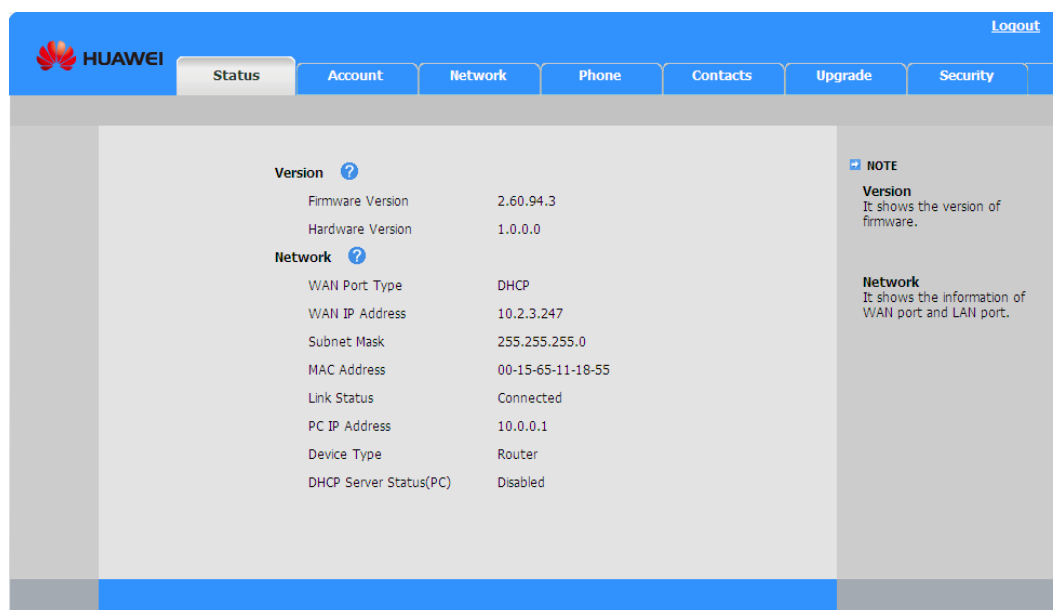 Logout
HUAWEI
Status Account Network Phone Contacts Upgrade Security
Version ?
Firmware Version 2.60.94.3
Hardware Version 1.0.0.0
Network ?
WAN Port Type DHCP
WAN IP Address 10.2.3.247
Subnet Mask 255.255.255.0
MAC Address 00-15-65-11-18-55
Link Status Connected
PC IP Address 10.0.0.1
Device Type Router
DHCP Server Status(PC) Disabled
NOTE
Version
It shows the version of
firmware.
Network
It shows the information of
WAN port and LAN port.